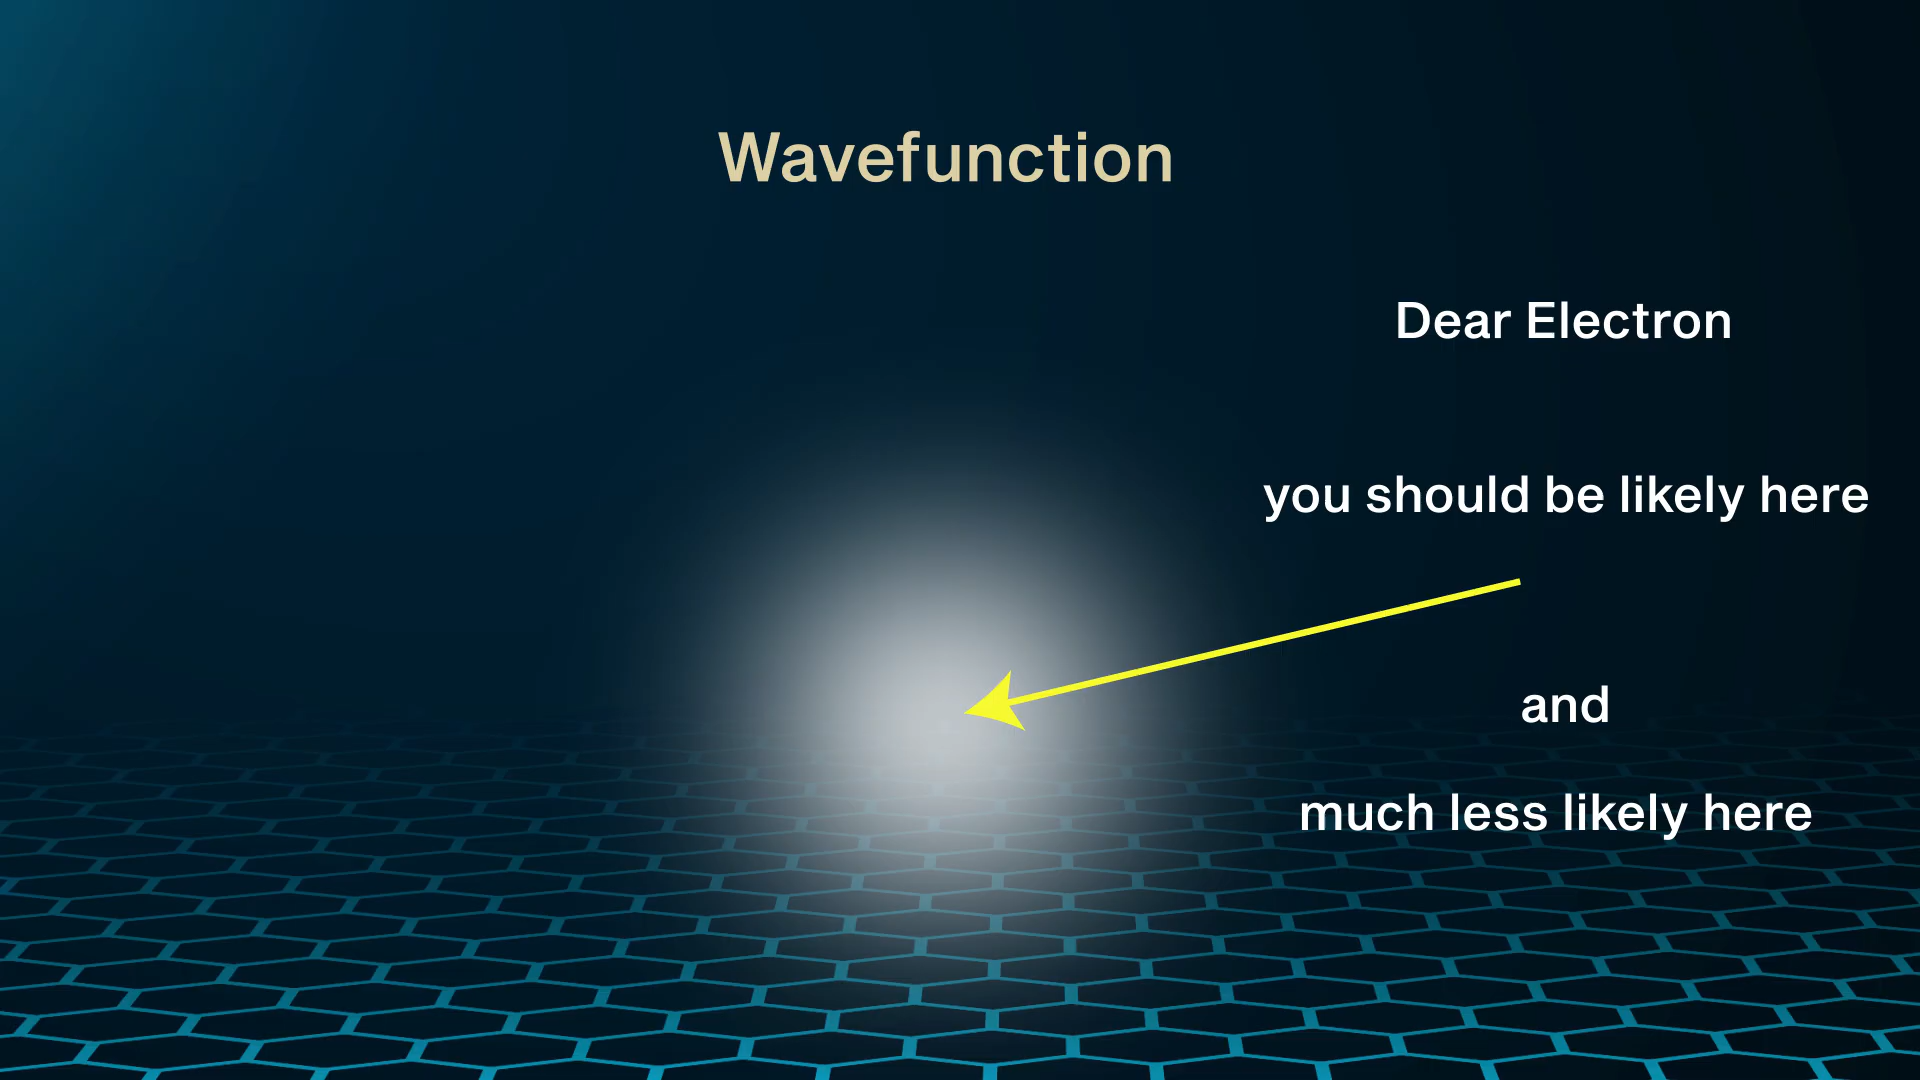 Wavefunction
Dear Electron
you should be likely here
and
much less likely here